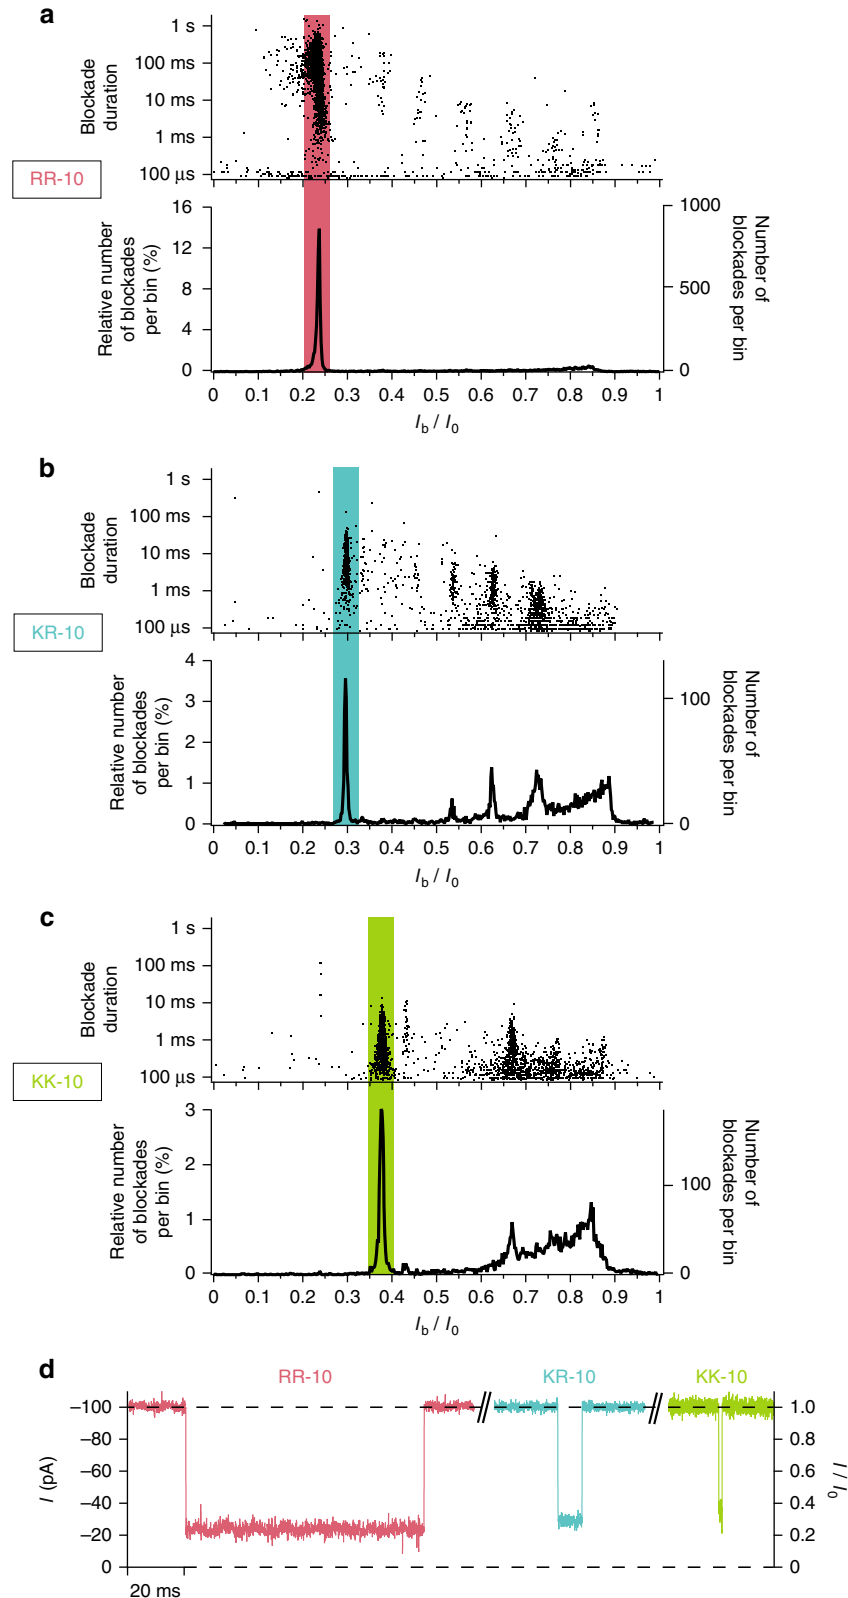 a
1 s
100 ms
10 ms
1 ms
100 µs
Blockade
duration
RR-10
16
12
8
4
0
Relative number
of blockades
per bin (%)
1000
500
0
Number of
blockades per bin
0 0.1 0.2 0.3 0.4 0.5 0.6 0.7 0.8 0.9 1
Ib / I0
b
1 s
100 ms
10 ms
1 ms
100 µs
Blockade
duration
KR-10
4
3
2
1
0
Relative number
of blockades
per bin (%)
100
0
Number of
blockades per bin
0 0.1 0.2 0.3 0.4 0.5 0.6 0.7 0.8 0.9 1
Ib / I0
c
1 s
100 ms
10 ms
1 ms
100 µs
Blockade
duration
KK-10
3
2
1
0
Relative number
of blockades
per bin (%)
100
0
Number of
blockades per bin
0 0.1 0.2 0.3 0.4 0.5 0.6 0.7 0.8 0.9 1
Ib / I0
d
RR-10 KR-10 KK-10
–100
–80
–60
–40
–20
0
I (pA)
1.0
0.8
0.6
0.4
0.2
0
I / I0
20 ms